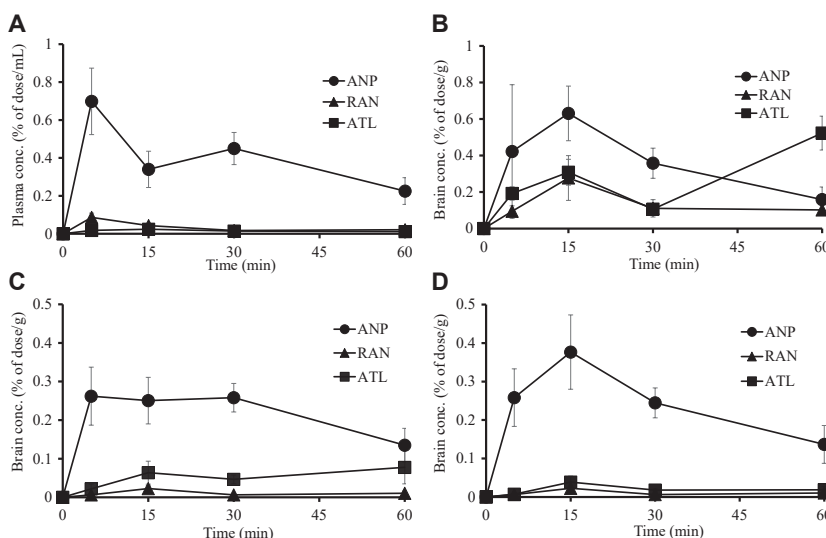 A
Plasma conc. (% of dose/mL)
1
0.8
0.6
0.4
0.2
0
0 15 30 45 60
Time (min)
ANP
RAN
ATL
B
Brain conc. (% of dose/g)
1
0.8
0.6
0.4
0.2
0
0 15 30 45 60
Time (min)
ANP
RAN
ATL
C
Brain conc. (% of dose/g)
0.5
0.4
0.3
0.2
0.1
0
0 15 30 45 60
Time (min)
ANP
RAN
ATL
D
Brain conc. (% of dose/g)
0.5
0.4
0.3
0.2
0.1
0
0 15 30 45 60
Time (min)
ANP
RAN
ATL